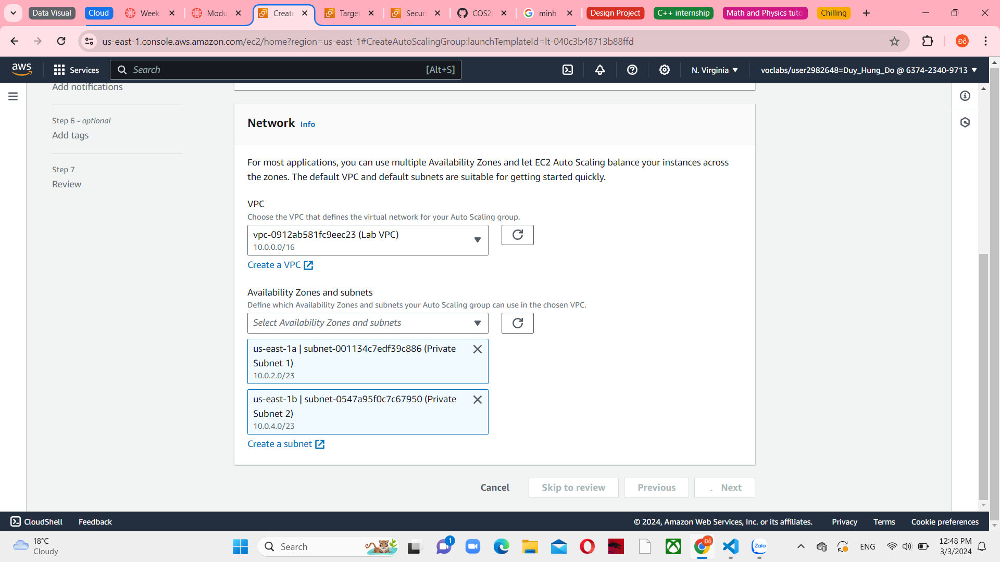 Data Visual
Cloud
Week
Modu
Create
Target
Securi
COS20
minh
Design Project
C++ internship
Math and Physics tuto
Chilling
us-east-1.console.aws.amazon.com/ec2/home?region=us-east-1#CreateAutoScalingGroup:launchTemplateId=lt-040c3b48713b88ffd
Đỗ
aws
Services
Search
[Alt+S]
N. Virginia
voclabs/user2982648=Duy_Hung_Do @ 6374-2340-9713
Add notifications
Step 6 - optional
Add tags
Step 7
Review
Network Info
For most applications, you can use multiple Availability Zones and let EC2 Auto Scaling balance your instances across
the zones. The default VPC and default subnets are suitable for getting started quickly.
VPC
Choose the VPC that defines the virtual network for your Auto Scaling group.
vpc-0912ab581fc9eec23 (Lab VPC)
10.0.0.0/16
Create a VPC
Availability Zones and subnets
Define which Availability Zones and subnets your Auto Scaling group can use in the chosen VPC.
Select Availability Zones and subnets
us-east-1a | subnet-001134c7edf39c886 (Private
Subnet 1)
10.0.2.0/23
us-east-1b | subnet-0547a95f0c7c67950 (Private
Subnet 2)
10.0.4.0/23
Create a subnet
Cancel
Skip to review
Previous
Next
CloudShell
Feedback
© 2024, Amazon Web Services, Inc. or its affiliates.
Privacy
Terms
Cookie preferences
18°C
Cloudy
Search
1
Đỗ
Zalo
ENG
12:48 PM
3/3/2024